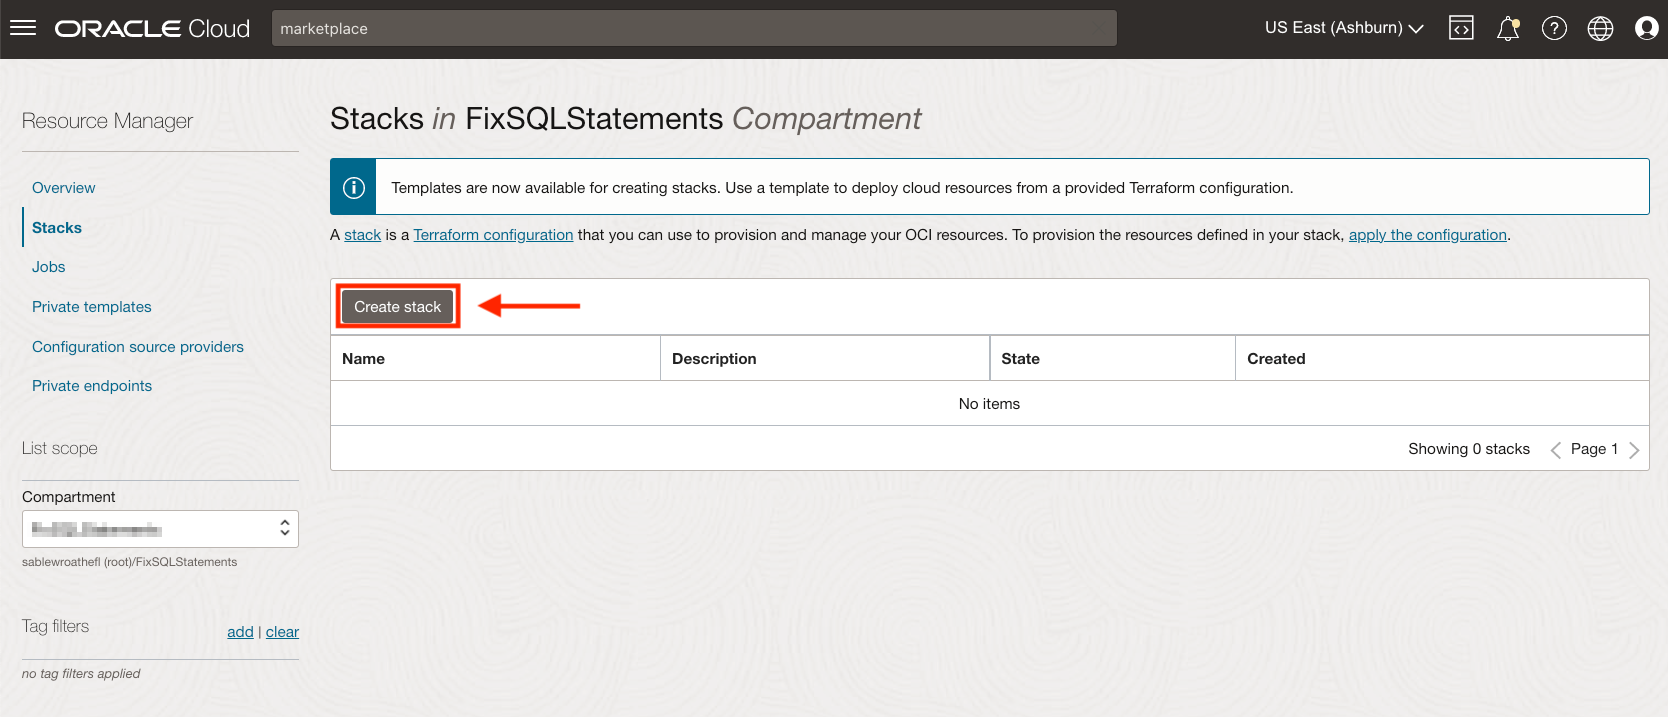 ORACLE Cloud
marketplace
US East (Ashburn)
Resource Manager
Overview
Stacks
Jobs
Private templates
Configuration source providers
Private endpoints
List scope
Compartment
sablewroathefl (root)/FixSQLStatements
Tag filters
add | clear
no tag filters applied
Stacks in FixSQLStatements Compartment
Templates are now available for creating stacks. Use a template to deploy cloud resources from a provided Terraform configuration.
A stack is a Terraform configuration that you can use to provision and manage your OCI resources. To provision the resources defined in your stack, apply the configuration.
Create stack
Name Description State Created
No items
Showing 0 stacks Page 1